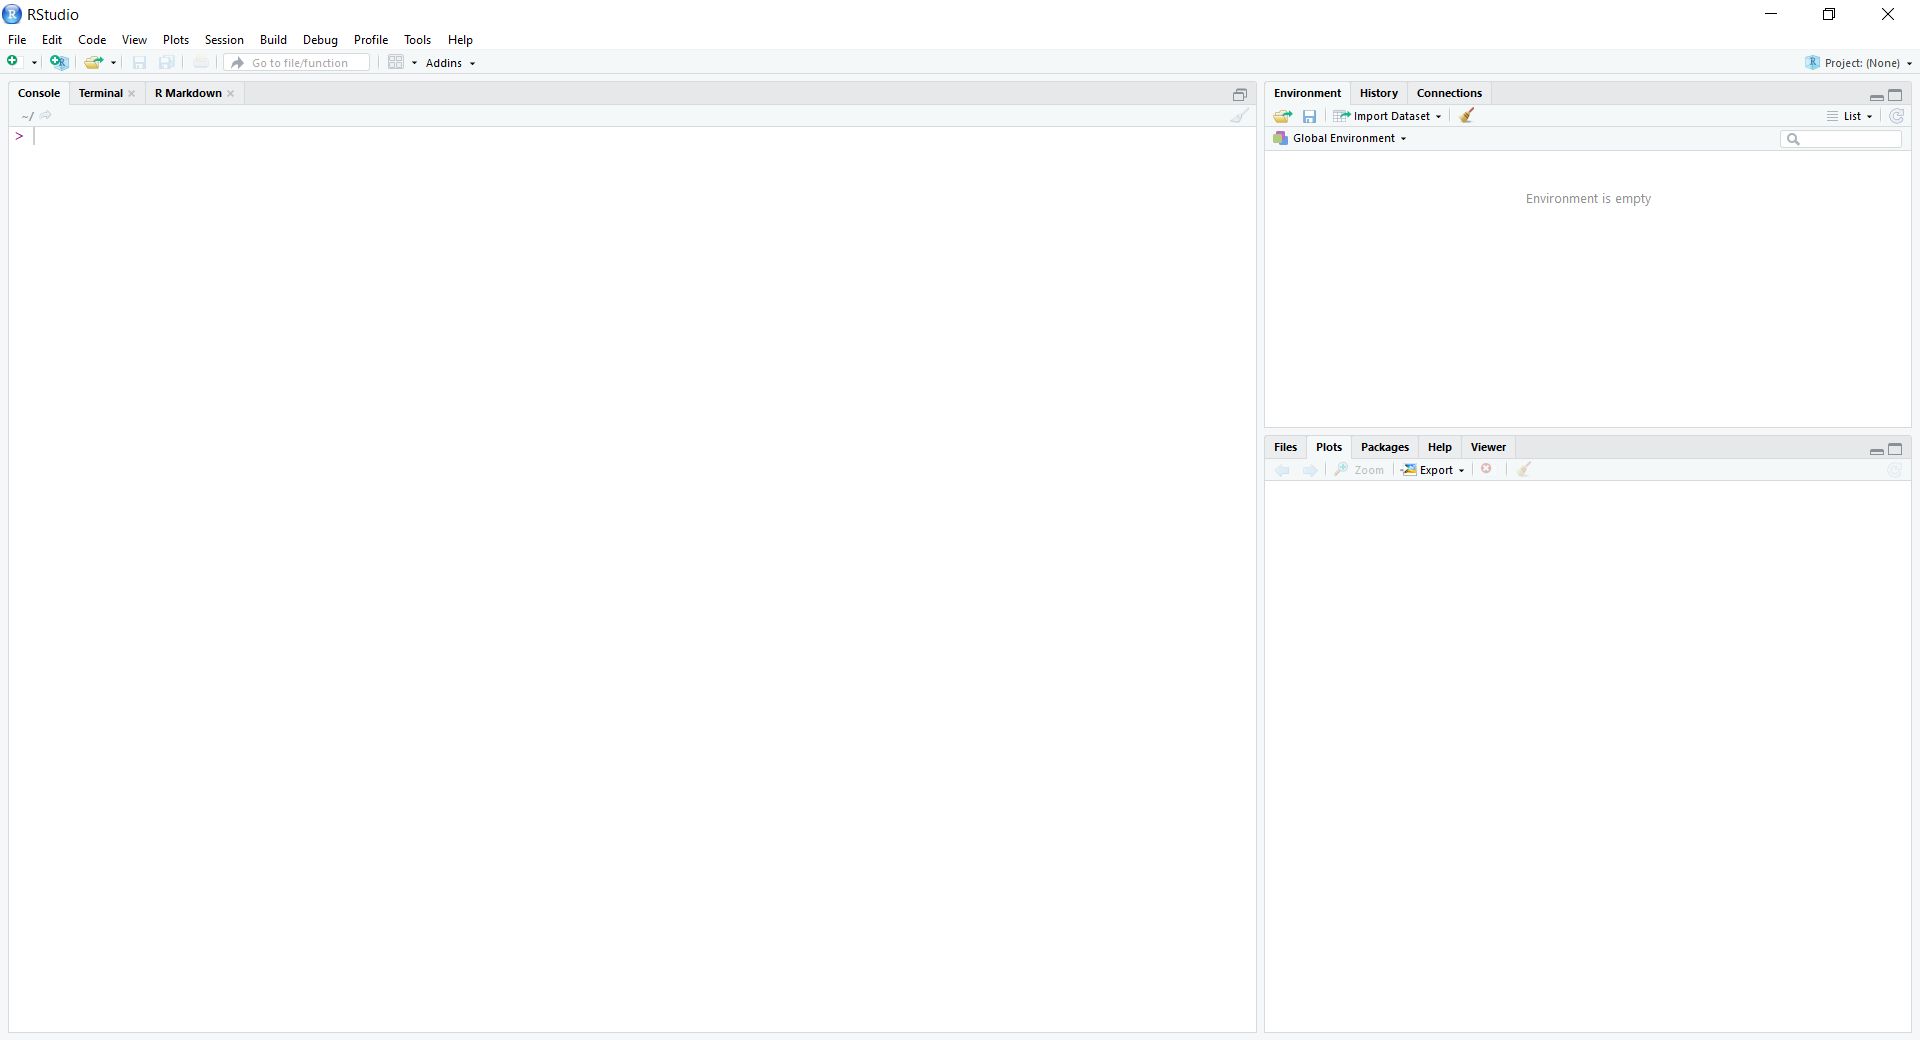 RStudio
File Edit Code View Plots Session Build Debug Profile Tools Help
Go to file/function Addins Project: (None)
Console Terminal R Markdown
~/
>
Environment History Connections
Import Dataset List
Global Environment
Environment is empty
Files Plots Packages Help Viewer
Zoom Export